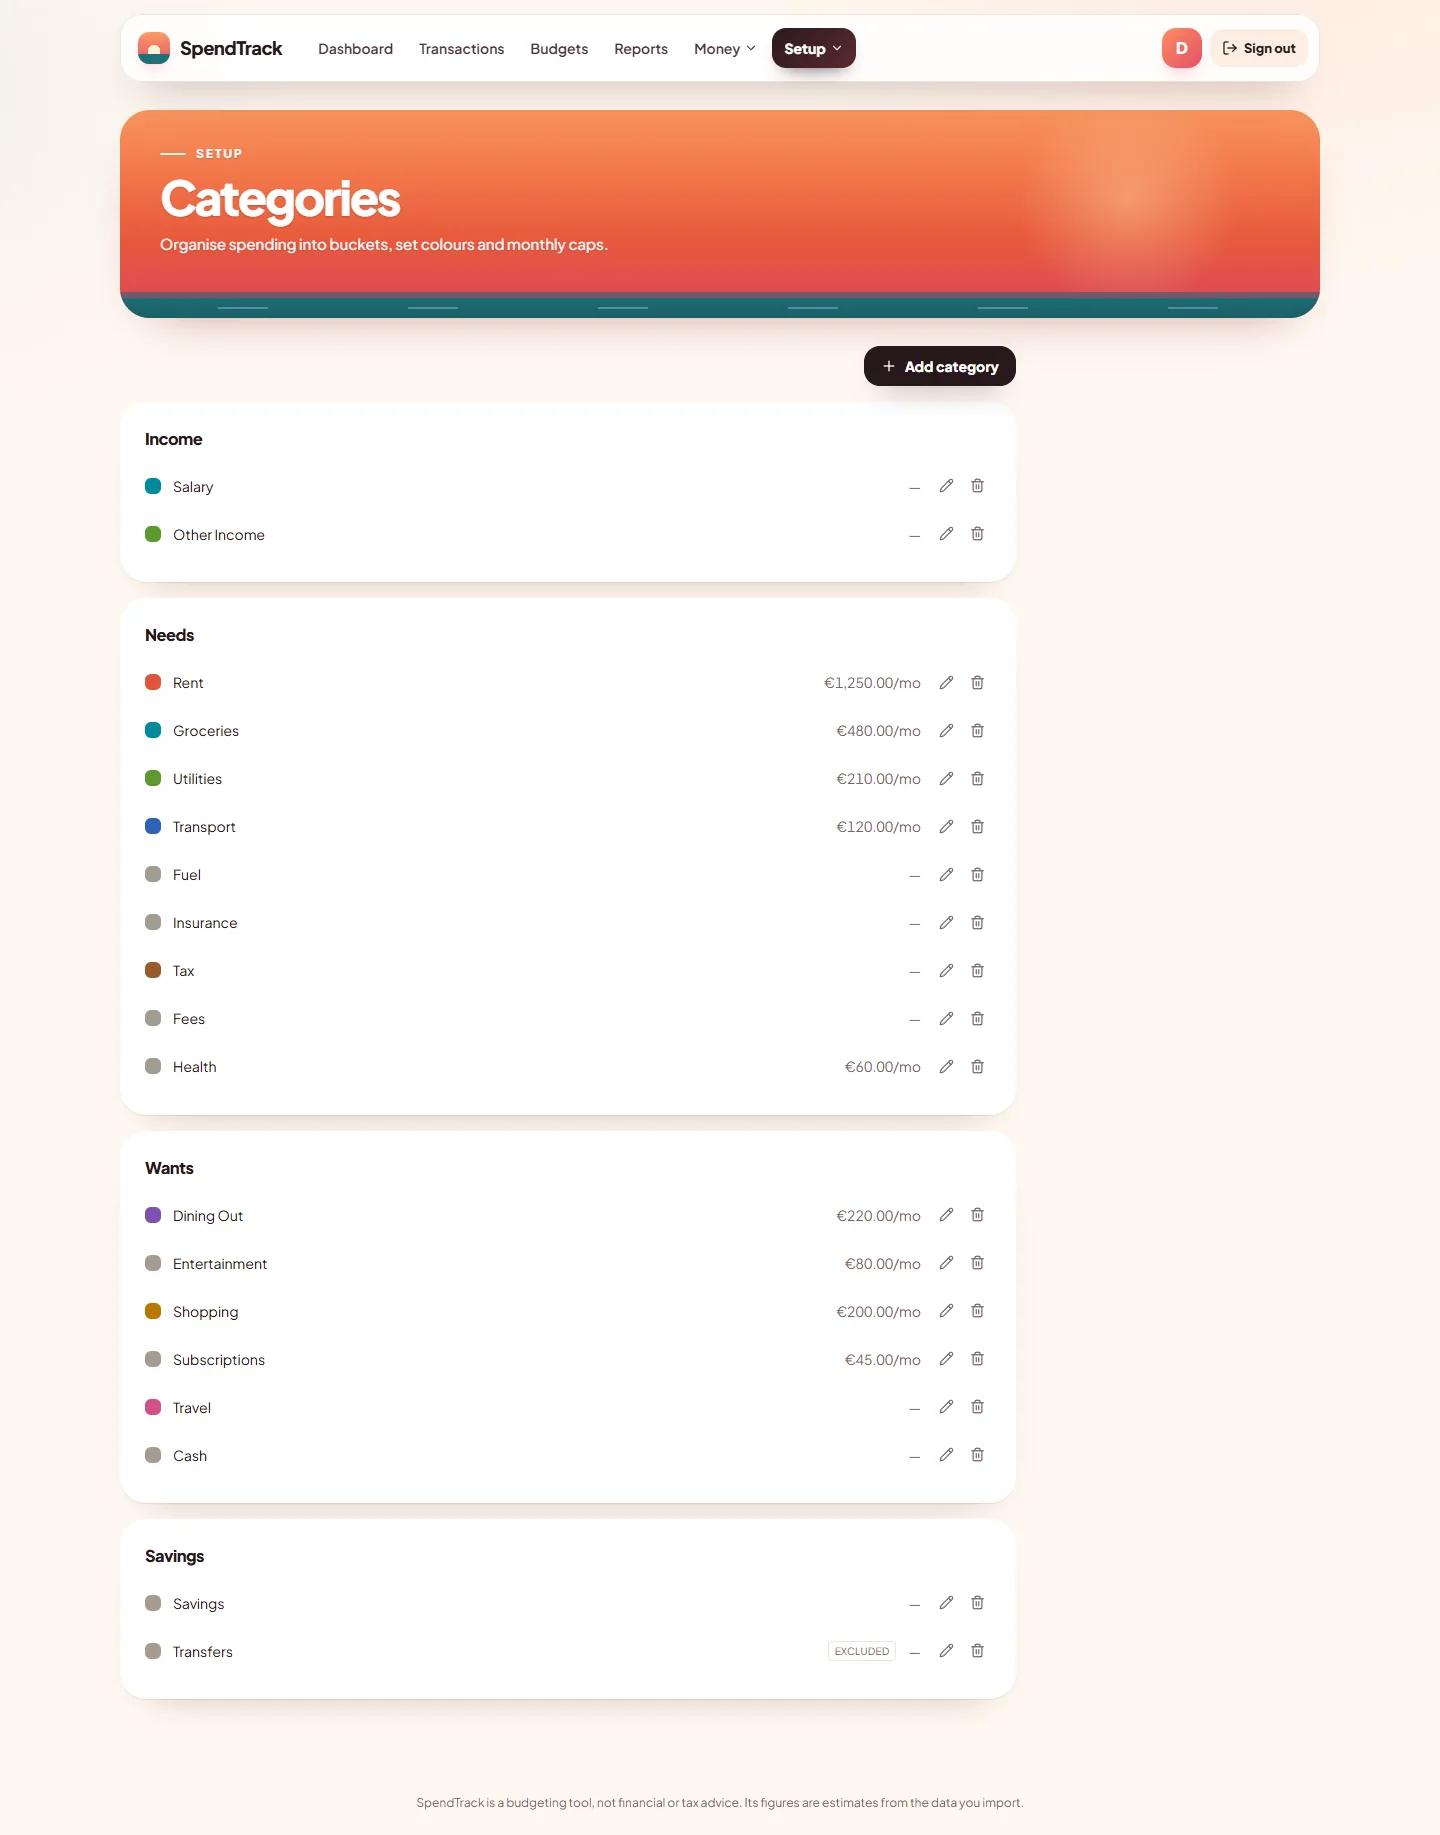 SpendTrack Dashboard Transactions Budgets Reports Money Setup D Sign out
SETUP
Categories
Organise spending into buckets, set colours and monthly caps.
+ Add category
Income
Salary —
Other Income —
Needs
Rent €1,250.00/mo
Groceries €480.00/mo
Utilities €210.00/mo
Transport €120.00/mo
Fuel —
Insurance —
Tax —
Fees —
Health €60.00/mo
Wants
Dining Out €220.00/mo
Entertainment €80.00/mo
Shopping €200.00/mo
Subscriptions €45.00/mo
Travel —
Cash —
Savings
Savings —
Transfers EXCLUDED —
SpendTrack is a budgeting tool, not financial or tax advice. Its figures are estimates from the data you import.